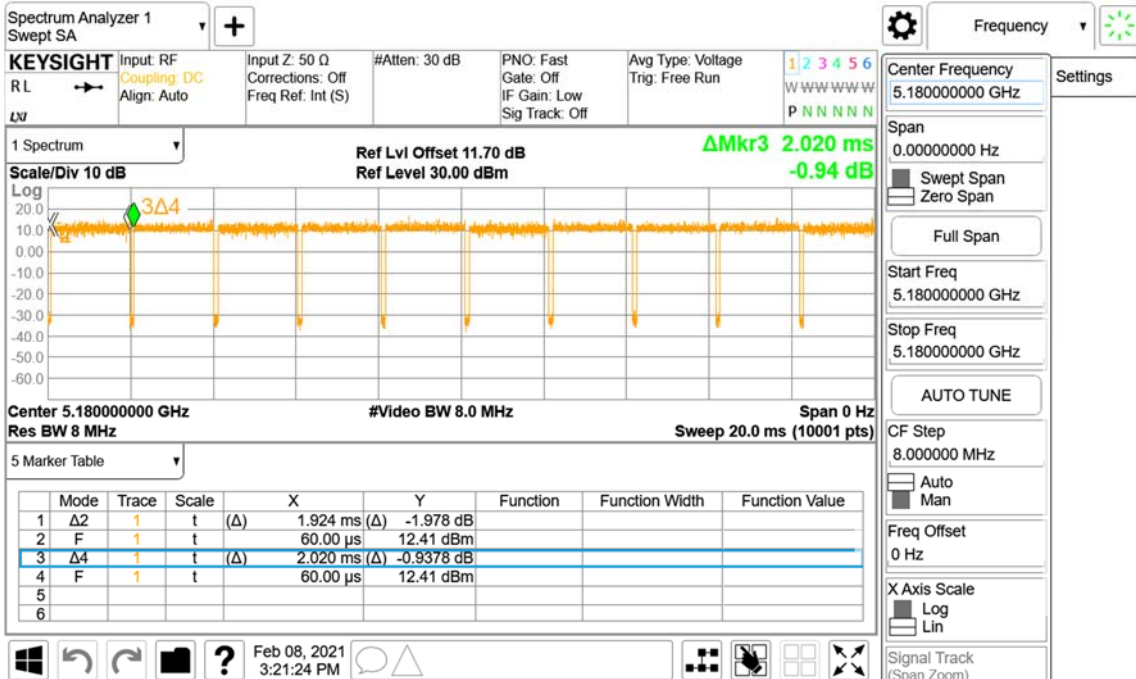 Spectrum Analyzer 1
Swept SA
+
Frequency
KEYSIGHT
RL
LXI
Input: RF
Coupling: DC
Align: Auto
Input Z: 50 Ω
Corrections: Off
Freq Ref: Int (S)
#Atten: 30 dB
PNO: Fast
Gate: Off
IF Gain: Low
Sig Track: Off
Avg Type: Voltage
Trig: Free Run
1 2 3 4 5 6
W W W W W W
P N N N N N
Center Frequency
5.180000000 GHz
Settings
1 Spectrum
Scale/Div 10 dB
Ref Lvl Offset 11.70 dB
Ref Level 30.00 dBm
ΔMkr3 2.020 ms
-0.94 dB
Log
3Δ4
20.0
10.0
0.00
-10.0
-20.0
-30.0
-40.0
-50.0
-60.0
Center 5.180000000 GHz
#Video BW 8.0 MHz
Span 0 Hz
Res BW 8 MHz
Sweep 20.0 ms (10001 pts)
Span
0.00000000 Hz
Swept Span
Zero Span
Full Span
Start Freq
5.180000000 GHz
Stop Freq
5.180000000 GHz
AUTO TUNE
CF Step
8.000000 MHz
Auto
Man
Freq Offset
0 Hz
X Axis Scale
Log
Lin
Signal Track
(Span Zoom)
5 Marker Table
Mode Trace Scale X Y Function Function Width Function Value
1 Δ2 1 t (Δ) 1.924 ms (Δ) -1.978 dB
2 F 1 t 60.00 µs 12.41 dBm
3 Δ4 1 t (Δ) 2.020 ms (Δ) -0.9378 dB
4 F 1 t 60.00 µs 12.41 dBm
5
6
?
Feb 08, 2021
3:21:24 PM